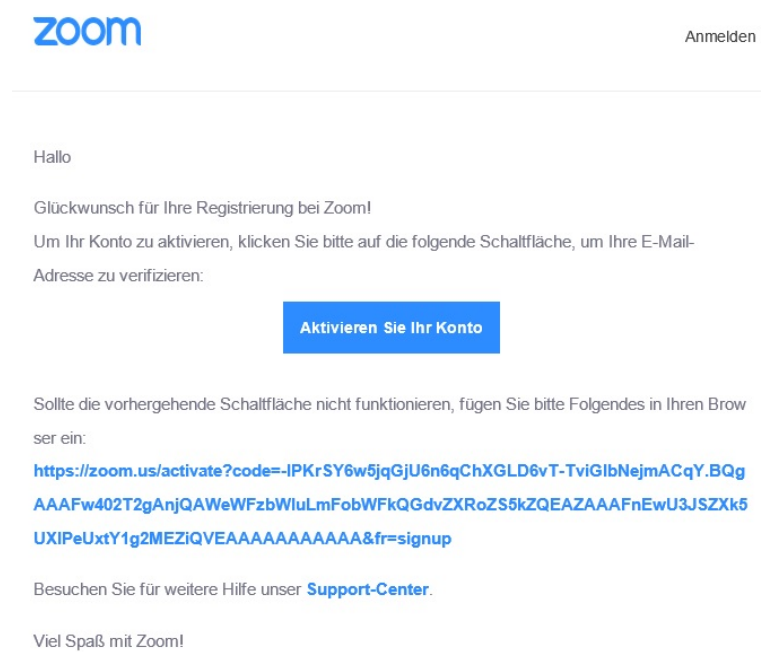 zoom
Anmelden
Hallo
Glückwunsch für Ihre Registrierung bei Zoom!
Um Ihr Konto zu aktivieren, klicken Sie bitte auf die folgende Schaltfläche, um Ihre E-Mail-
Adresse zu verifizieren:
Aktivieren Sie Ihr Konto
Sollte die vorhergehende Schaltfläche nicht funktionieren, fügen Sie bitte Folgendes in Ihren Brow
ser ein:
https://zoom.us/activate?code=-IPKrSY6w5jqGjU6n6qChXGLD6vT-TviGIbNejmACqY.BQg
AAAFw402T2gAnjQAWeWFzbWluLmFobWFkQGdvZXRoZS5kZQEAZAAAFnEwU3JSZXk5
UXlPeUxtY1g2MEZiQVEAAAAAAAAAAA&fr=signup
Besuchen Sie für weitere Hilfe unser Support-Center.
Viel Spaß mit Zoom!